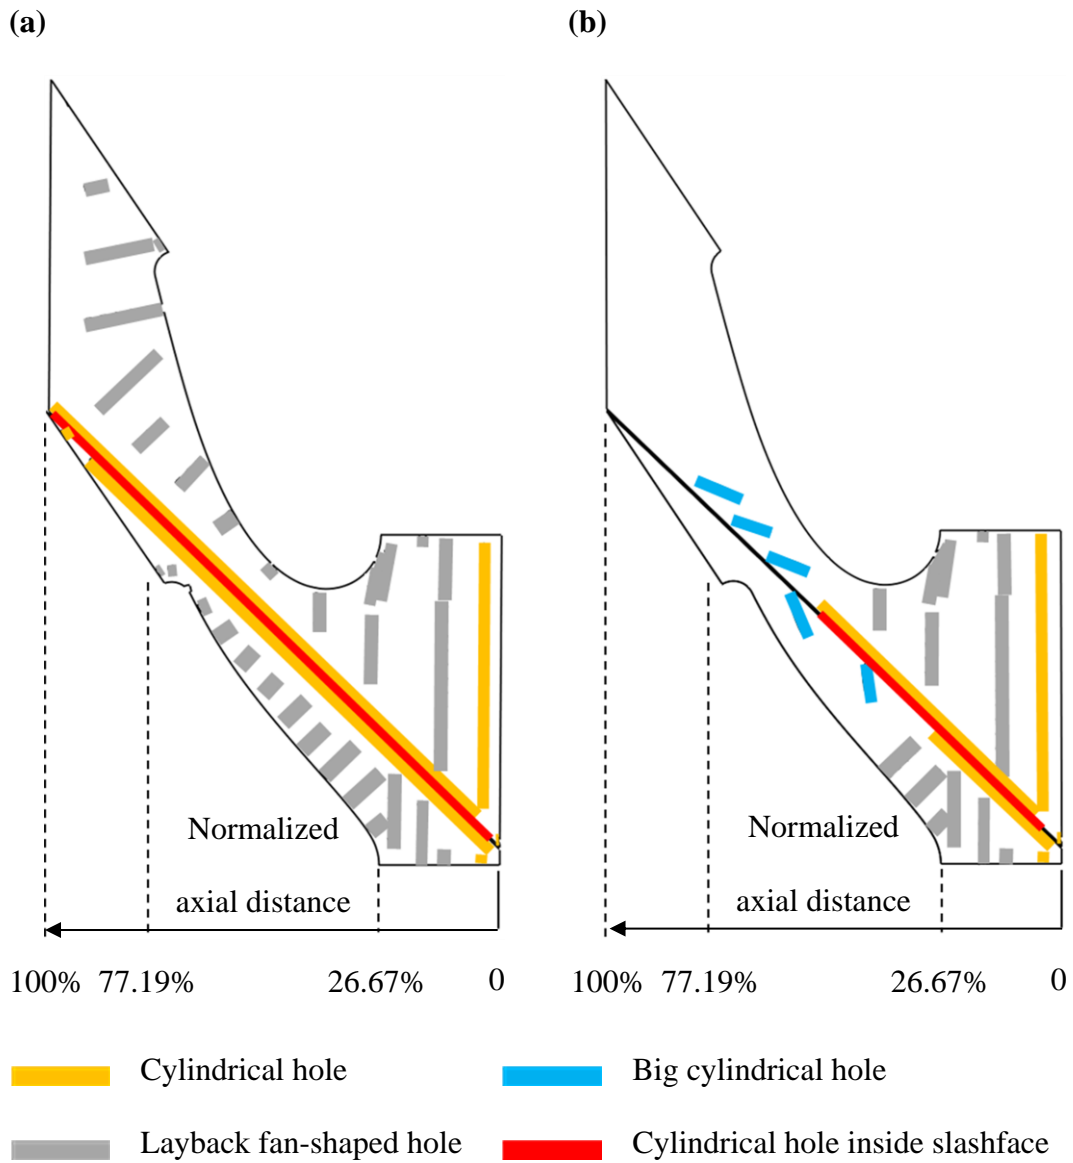 (a) (b)
Normalized Normalized
axial distance axial distance
100% 77.19% 26.67% 0 100% 77.19% 26.67% 0
Cylindrical hole Big cylindrical hole
Layback fan-shaped hole Cylindrical hole inside slashface